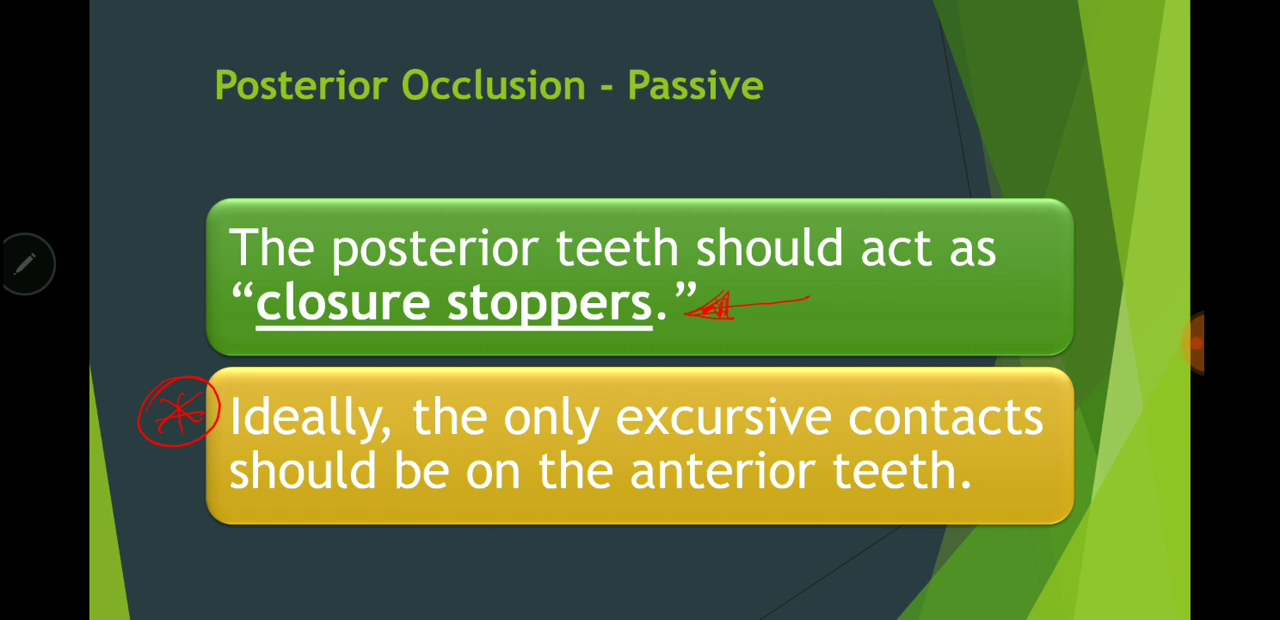 Posterior Occlusion - Passive
The posterior teeth should act as
“closure stoppers.”
Ideally, the only excursive contacts
should be on the anterior teeth.